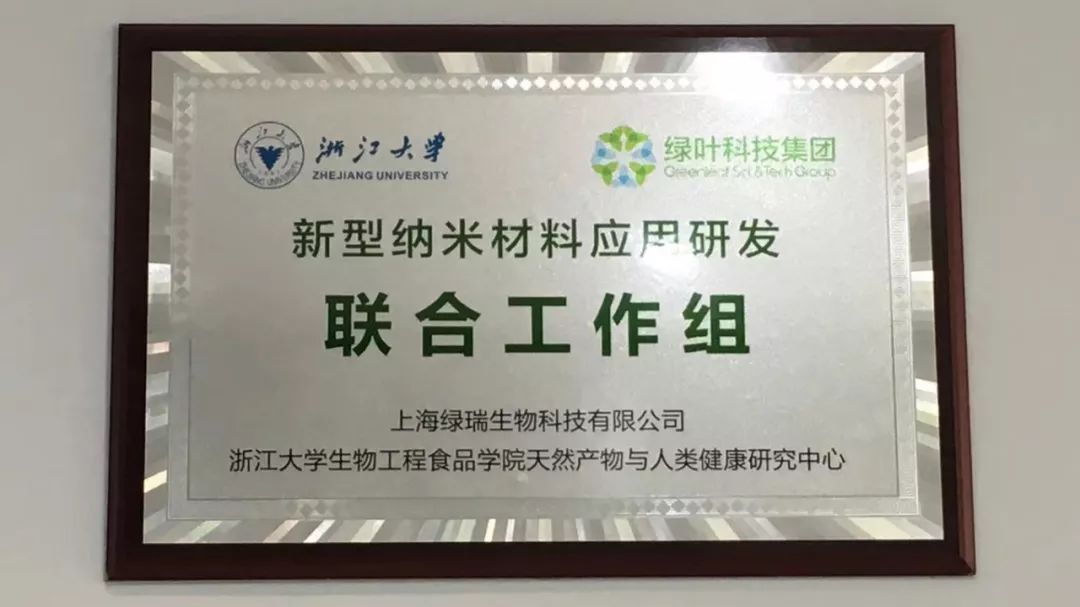 浙江大学
ZHEJIANG UNIVERSITY
绿叶科技集团
Greenleaf Sci &Tech Group
新型纳米材料应用研发
联合工作组
上海绿瑞生物科技有限公司
浙江大学生物工程食品学院天然产物与人类健康研究中心